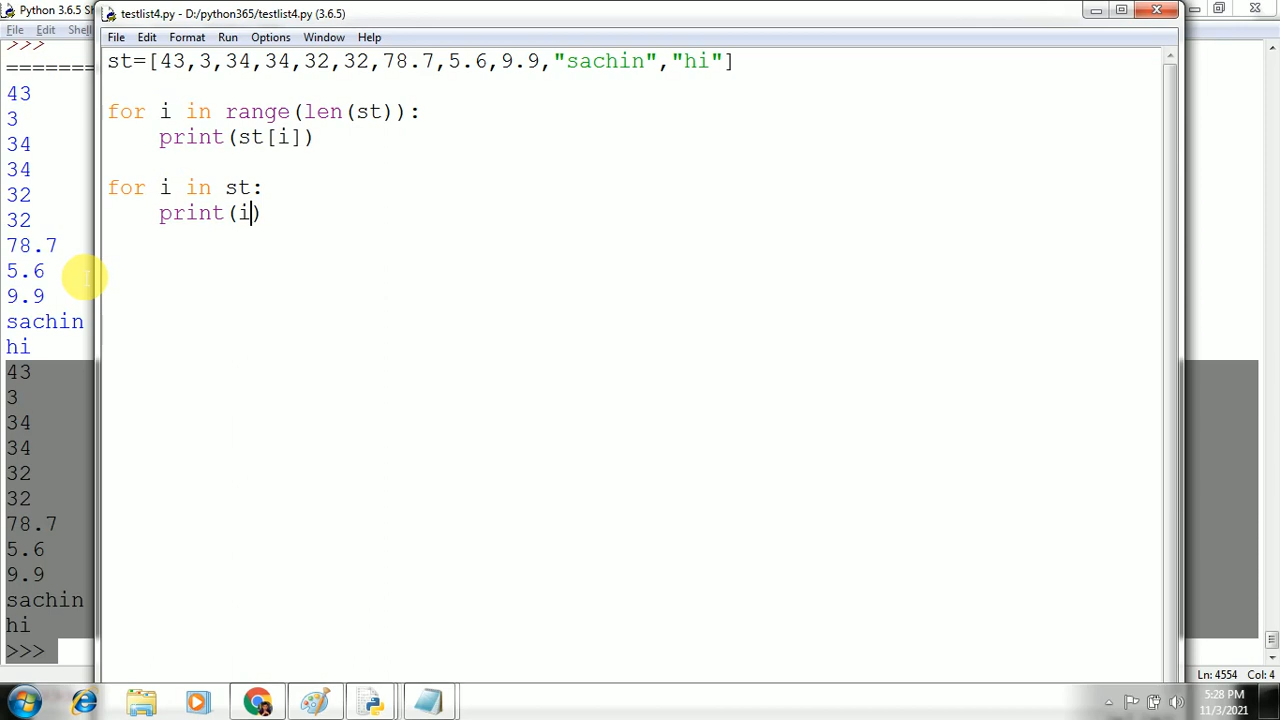 Python 3.6.5 Sh
File Edit Shell
>>>
========
43
3
34
34
32
32
78.7
5.6
9.9
sachin
hi
43
3
34
34
32
32
78.7
5.6
9.9
sachin
hi
>>>
testlist4.py - D:/python365/testlist4.py (3.6.5)
File Edit Format Run Options Window Help
st=[43,3,34,34,32,32,78.7,5.6,9.9,"sachin","hi"]
for i in range(len(st)):
print(st[i])
for i in st:
print(i)
Ln: 4554 Col: 4
5:28 PM
11/3/2021